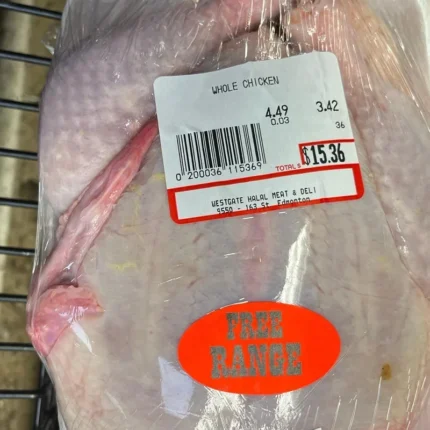 WHOLE CHICKEN
4.49 3.42
0.03
36
0 200036 115369
TOTAL $ $15.36
WESTGATE HALAL MEAT & DELI
9550 - 163 St. Edmonton
FREE
RANGE